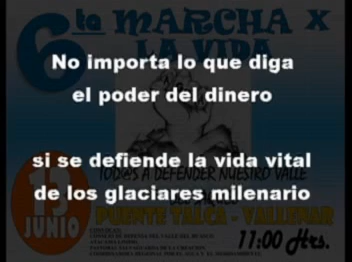 6ta MARCHA X
LA VIDA
No importa lo que diga
el poder del dinero
si se defiende la vida vital
TOD@S A DEFENDER NUESTRO VALLE
de los glaciares milenario
13
JUNIO
PUENTE TALCA - VALLENAR
11:00 Hrs.